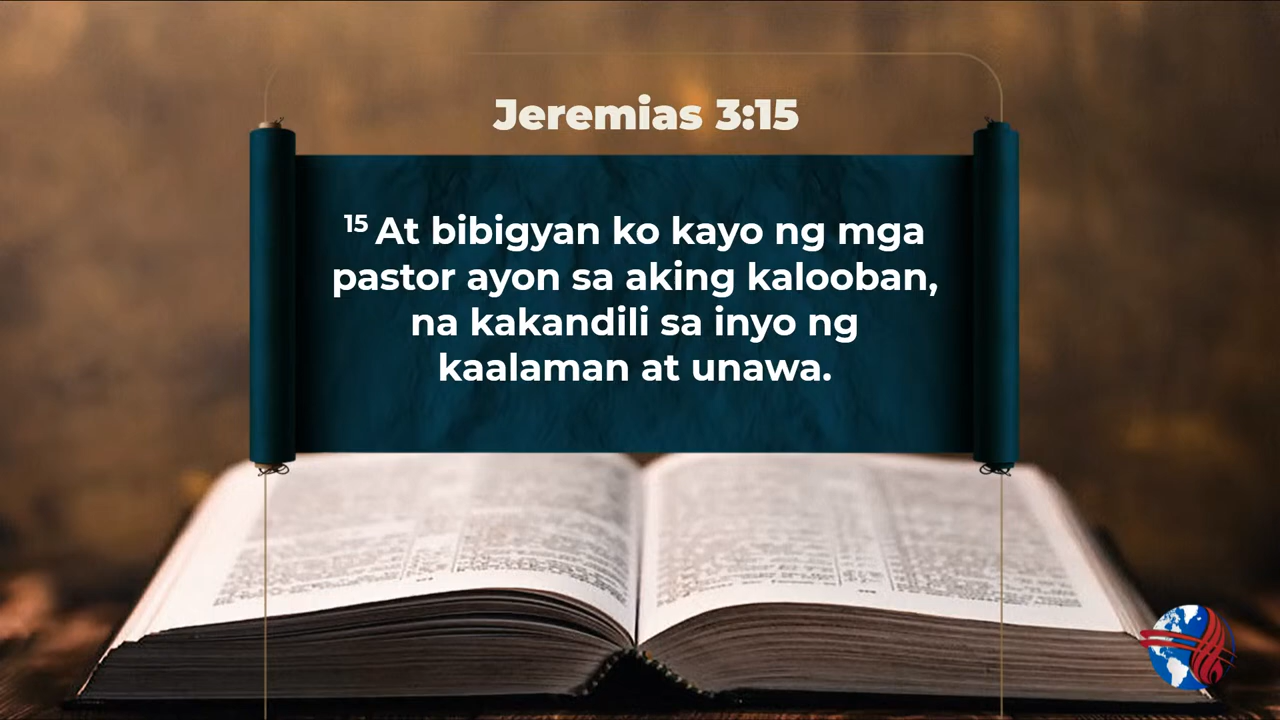 Jeremias 3:15
15 At bibigyan ko kayo ng mga
pastor ayon sa aking kalooban,
na kakandili sa inyo ng
kaalaman at unawa.